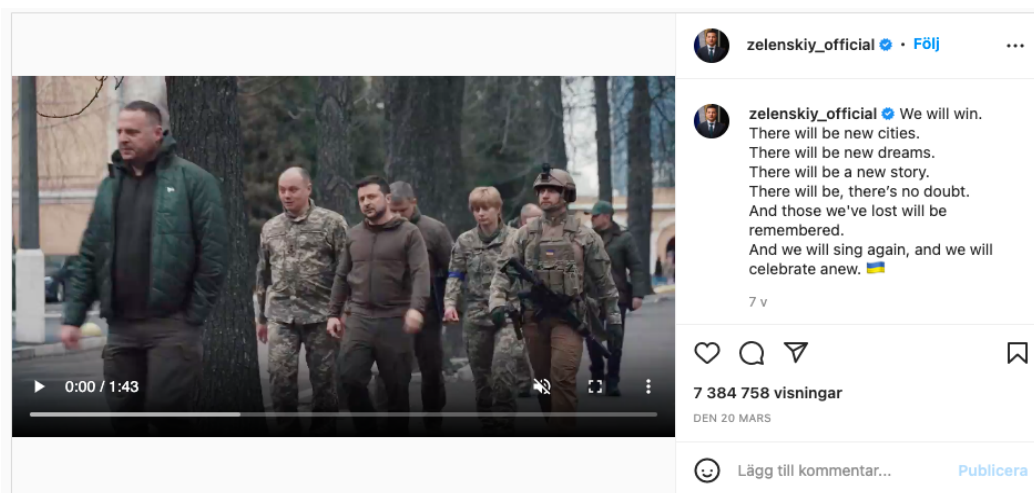 zelenskiy_official • Följ
zelenskiy_official We will win.
There will be new cities.
There will be new dreams.
There will be a new story.
There will be, there’s no doubt.
And those we've lost will be
remembered.
And we will sing again, and we will
celebrate anew. 🇺🇦
7 v
0:00 / 1:43
7 384 758 visningar
DEN 20 MARS
Lägg till kommentar... Publicera